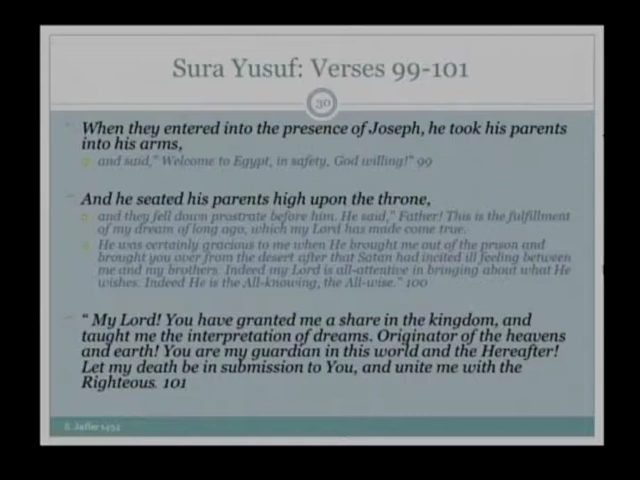 Sura Yusuf: Verses 99-101
30
When they entered into the presence of Joseph, he took his parents
into his arms,
and said," Welcome to Egypt, in safety, God willing!" 99
And he seated his parents high upon the throne,
and they fell down prostrate before him. He said," Father! This is the fulfillment
of my dream of long ago, which my Lord has made come true.
He was certainly gracious to me when He brought me out of the prison and
brought you over from the desert after that Satan had incited ill feeling between
me and my brothers. Indeed my Lord is all-attentive in bringing about what He
wishes. Indeed He is the All-knowing, the All-wise." 100
" My Lord! You have granted me a share in the kingdom, and
taught me the interpretation of dreams. Originator of the heavens
and earth! You are my guardian in this world and the Hereafter!
Let my death be in submission to You, and unite me with the
Righteous. 101
Jaffer 1434